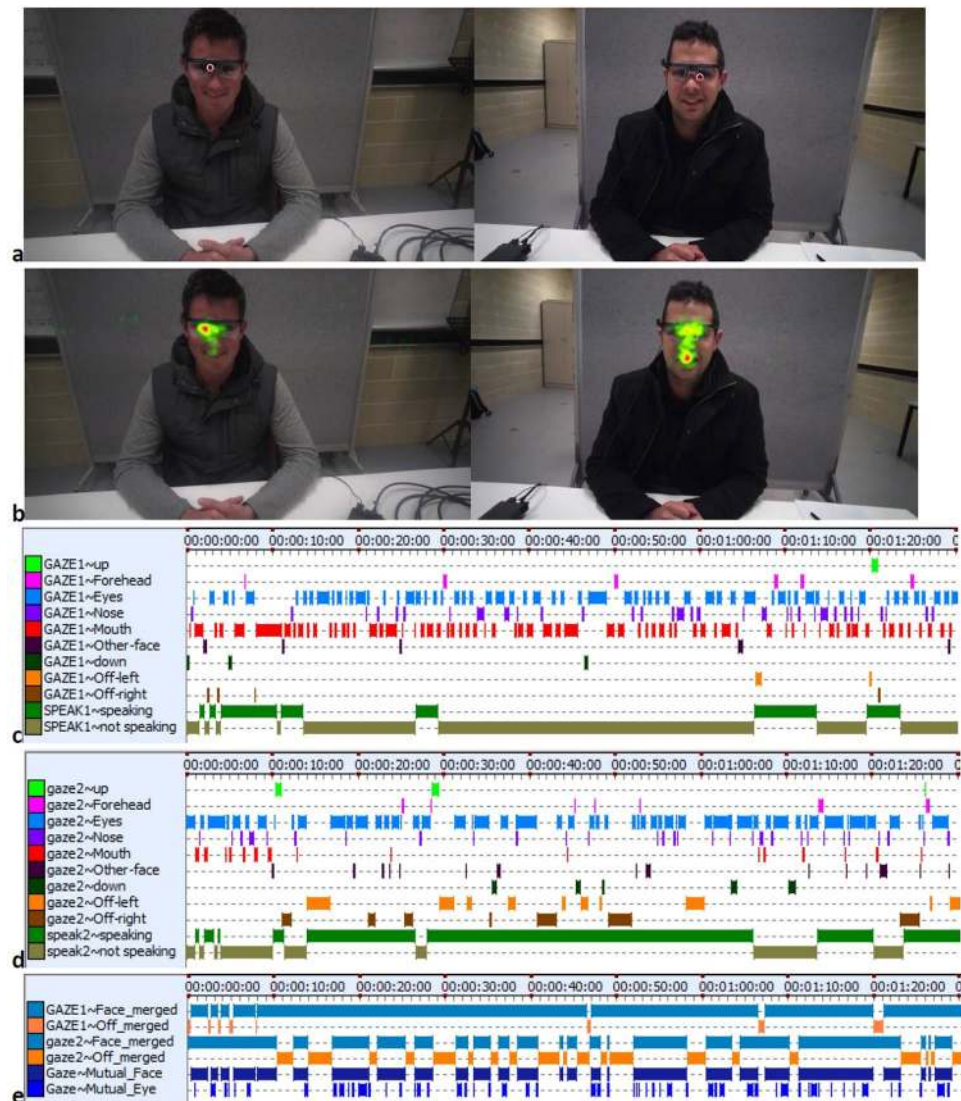 a
b
00:00:00:00 00:00:10:00 00:00:20:00 00:00:30:00 00:00:40:00 00:00:50:00 00:01:00:00 00:01:10:00 00:01:20:00 0
GAZE1~up
GAZE1~Forehead
GAZE1~Eyes
GAZE1~Nose
GAZE1~Mouth
GAZE1~Other-face
GAZE1~down
GAZE1~Off-left
GAZE1~Off-right
SPEAK1~speaking
SPEAK1~not speaking
c
00:00:00:00 00:00:10:00 00:00:20:00 00:00:30:00 00:00:40:00 00:00:50:00 00:01:00:00 00:01:10:00 00:01:20:00 0
gaze2~up
gaze2~Forehead
gaze2~Eyes
gaze2~Nose
gaze2~Mouth
gaze2~Other-face
gaze2~down
gaze2~Off-left
gaze2~Off-right
speak2~speaking
speak2~not speaking
d
00:00:00:00 00:00:10:00 00:00:20:00 00:00:30:00 00:00:40:00 00:00:50:00 00:01:00:00 00:01:10:00 00:01:20:00 0
GAZE1~Face_merged
GAZE1~Off_merged
gaze2~Face_merged
gaze2~Off_merged
Gaze~Mutual_Face
Gaze~Mutual_Eye
e